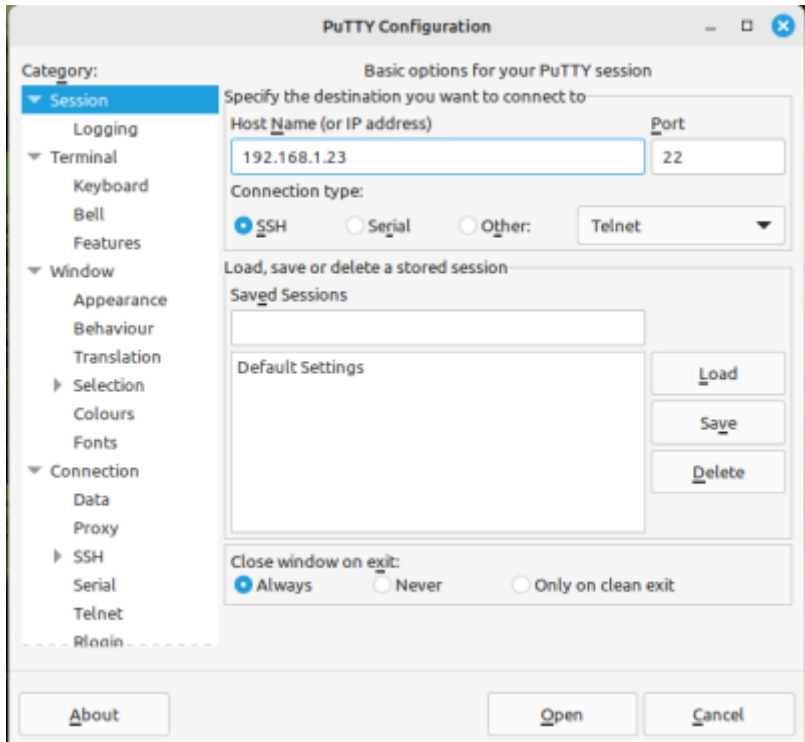 PuTTY Configuration
Category:
Session
Logging
Terminal
Keyboard
Bell
Features
Window
Appearance
Behaviour
Translation
Selection
Colours
Fonts
Connection
Data
Proxy
SSH
Serial
Telnet
Rlogin
Basic options for your PuTTY session
Specify the destination you want to connect to
Host Name (or IP address) Port
192.168.1.23 22
Connection type:
SSH Serial Other: Telnet
Load, save or delete a stored session
Saved Sessions
Default Settings
Load
Save
Delete
Close window on exit:
Always Never Only on clean exit
About Open Cancel